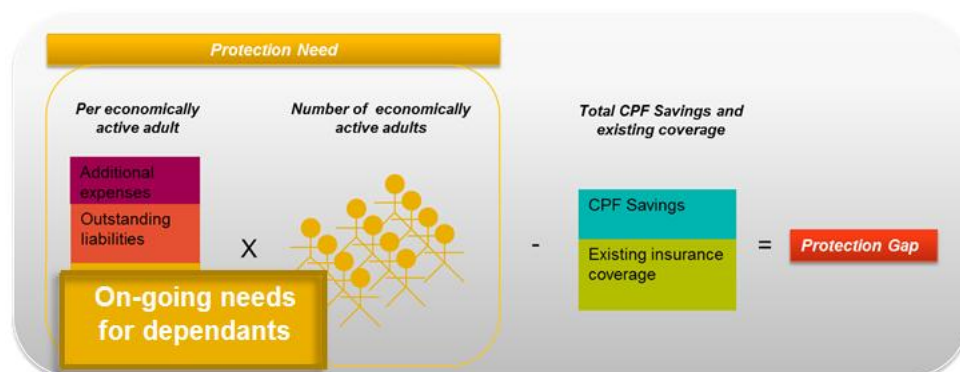 Protection Need
Per economically
active adult
Number of economically
active adults
Total CPF Savings and
existing coverage
Additional
expenses
Outstanding
liabilities
X
-
CPF Savings
Existing insurance
coverage
=
Protection Gap
On-going needs
for dependants